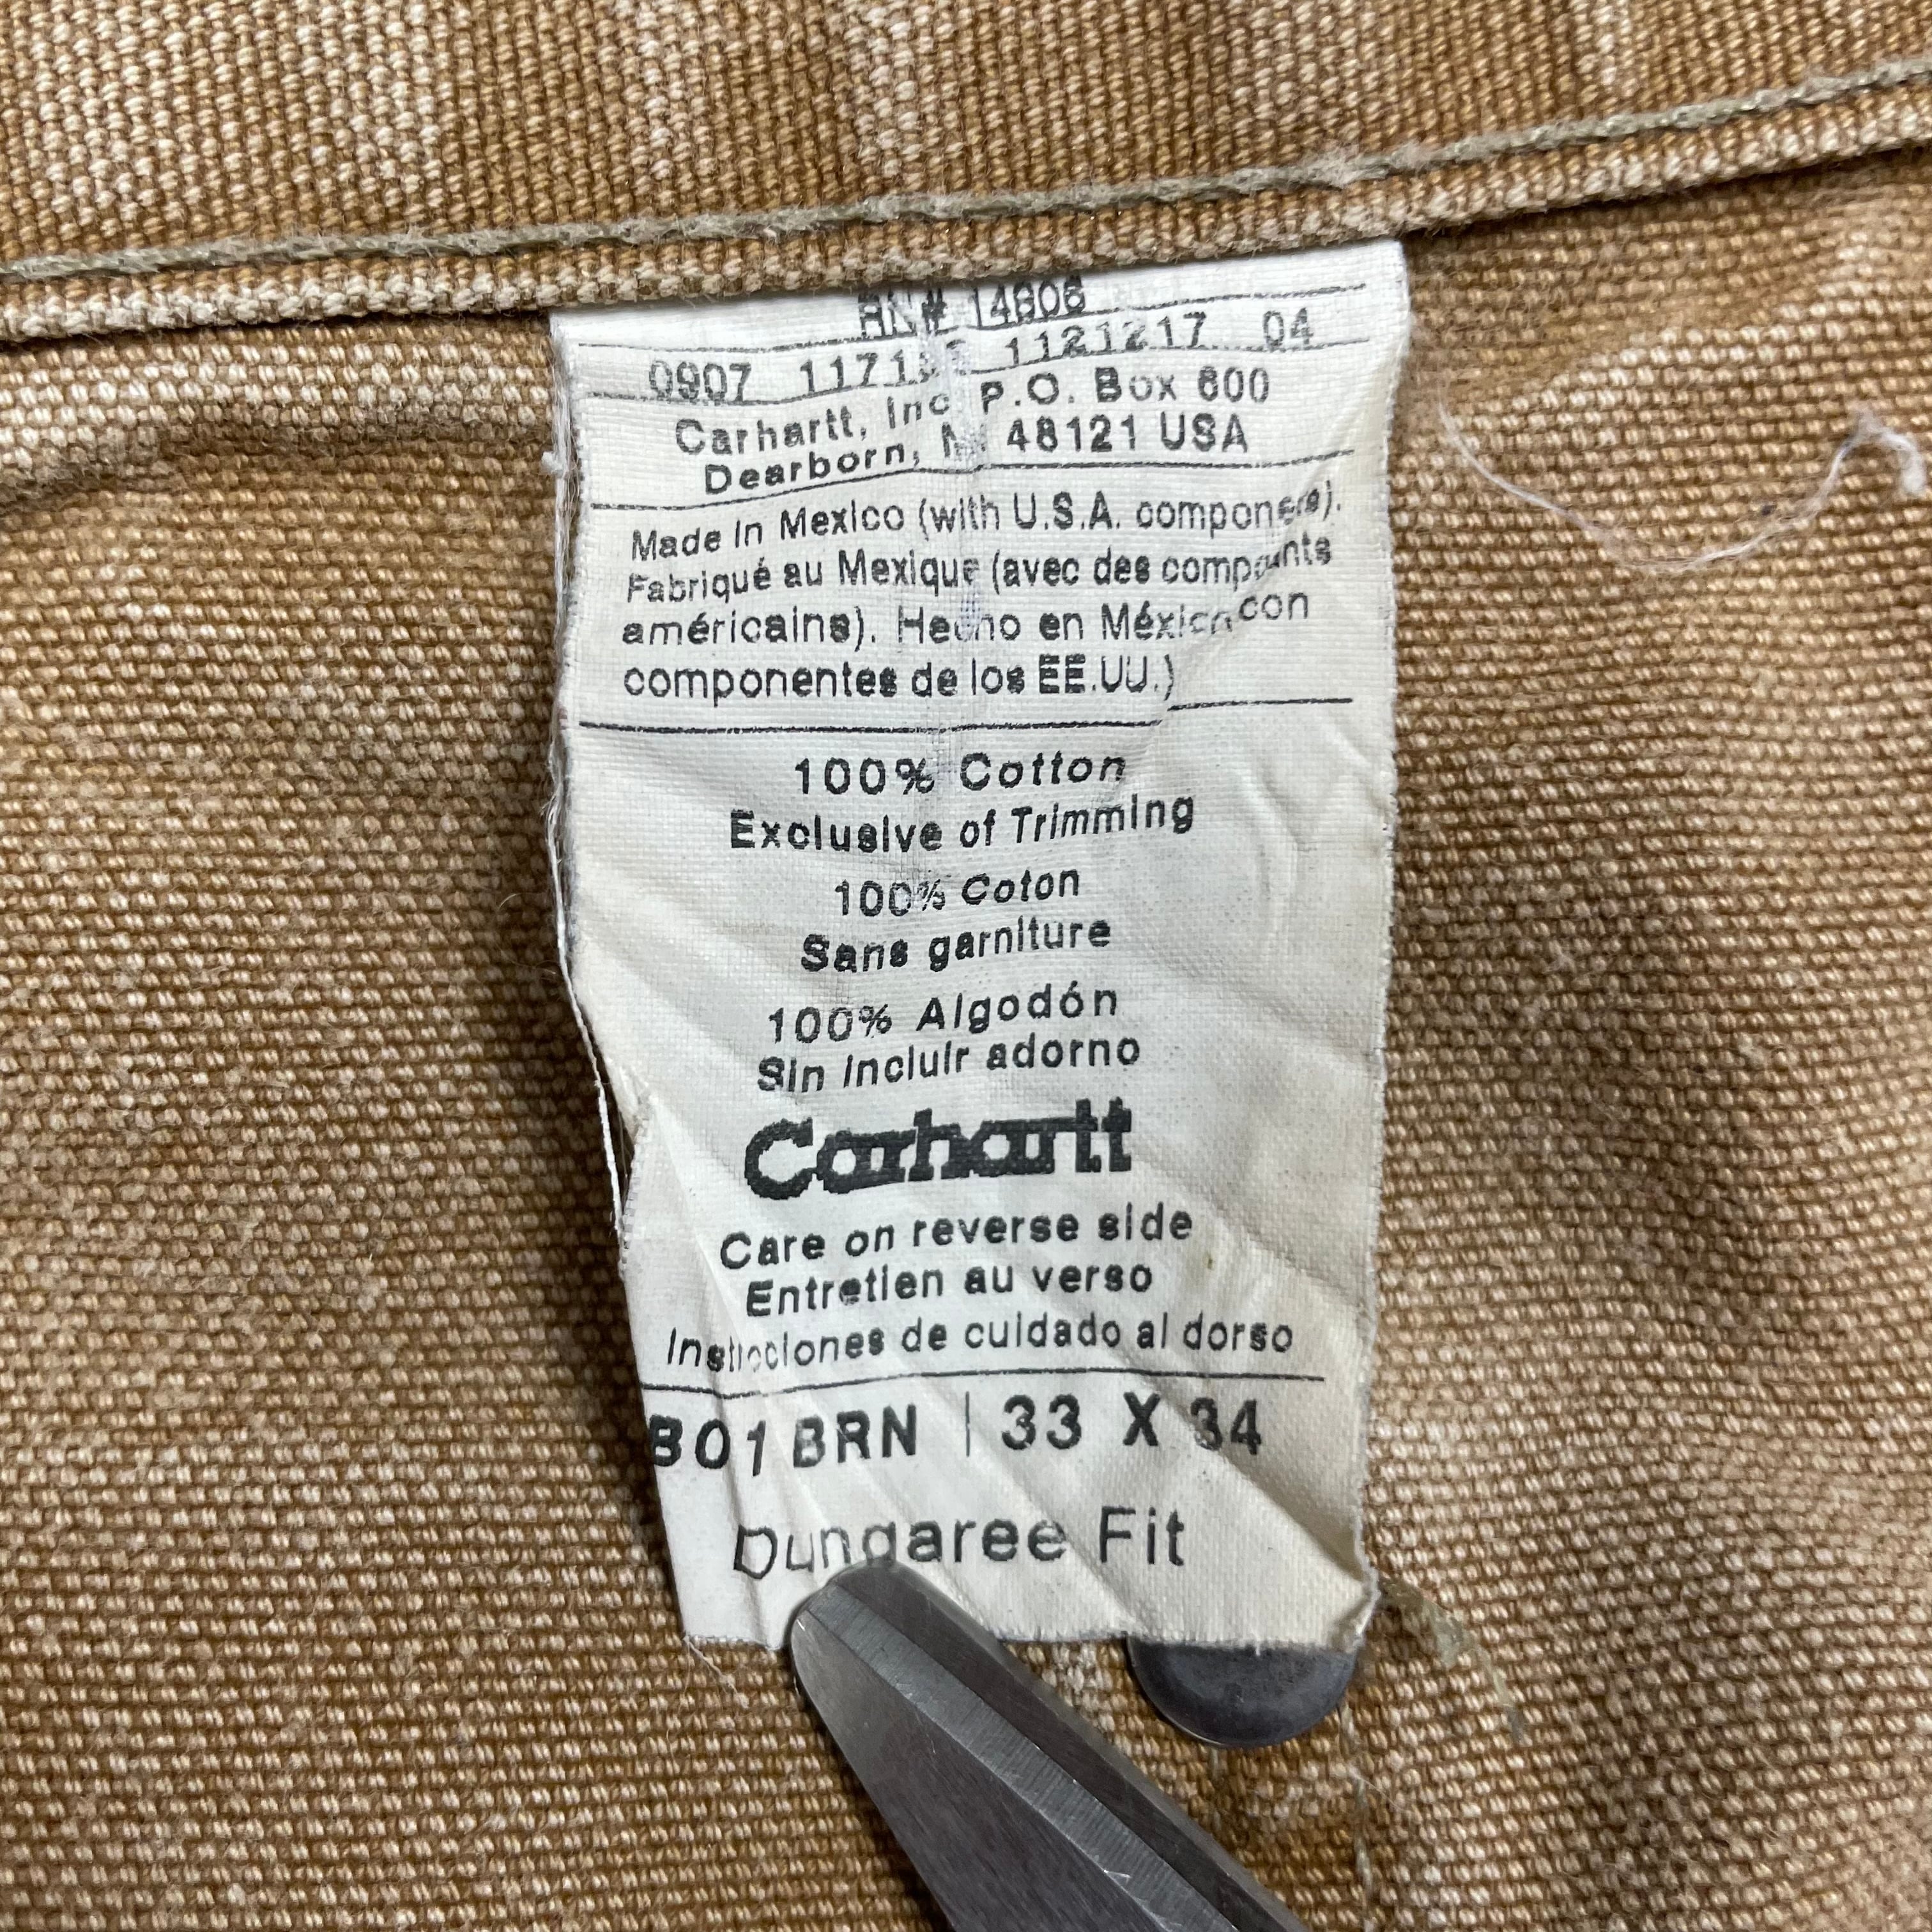 RN# 14806
0907 1121217 04
Carhartt, Inc. P.O. Box 600
Dearborn, 48121 USA
Made in Mexico (with U.S.A.
Fabriqué au Mexique (avec des
américains). Hecho en México con
componentes de los EE.UU.)
100% Cotton
Exclusive of Trimming
100% Coton
Sans garniture
100% Algodón
Sin incluir adorno
Carhartt
Care on reverse side
Entretien au verso
de cuidado al dorso
B01 BRN | 33 X 34
Dungaree Fit